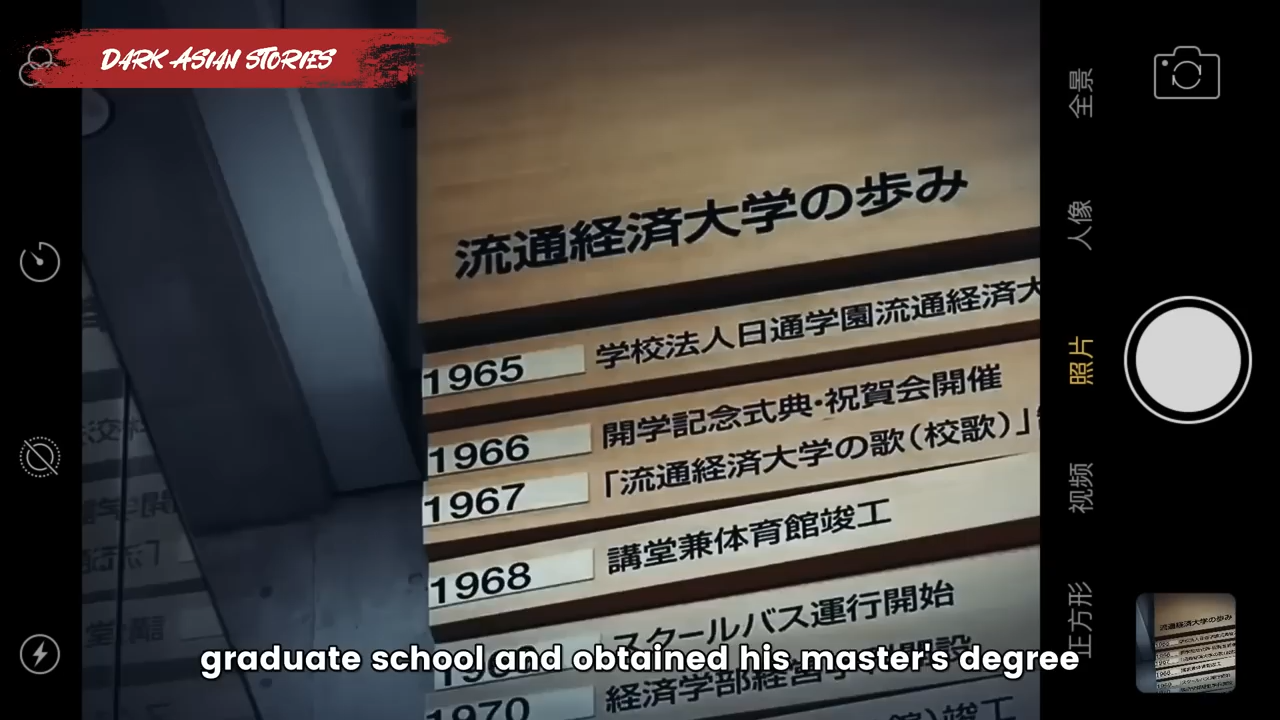 DARK ASIAN STORIES
流通経済大学の歩み
1965 学校法人日通学園流通経済大
1966 開学記念式典・祝賀会開催
1967 「流通経済大学の歌（校歌）」
1968 講堂兼体育館竣工
スクールバス運行開始
1970 経済学部経営学
竣工
graduate school and obtained his master's degree
全景
人像
照片
视频
正方形